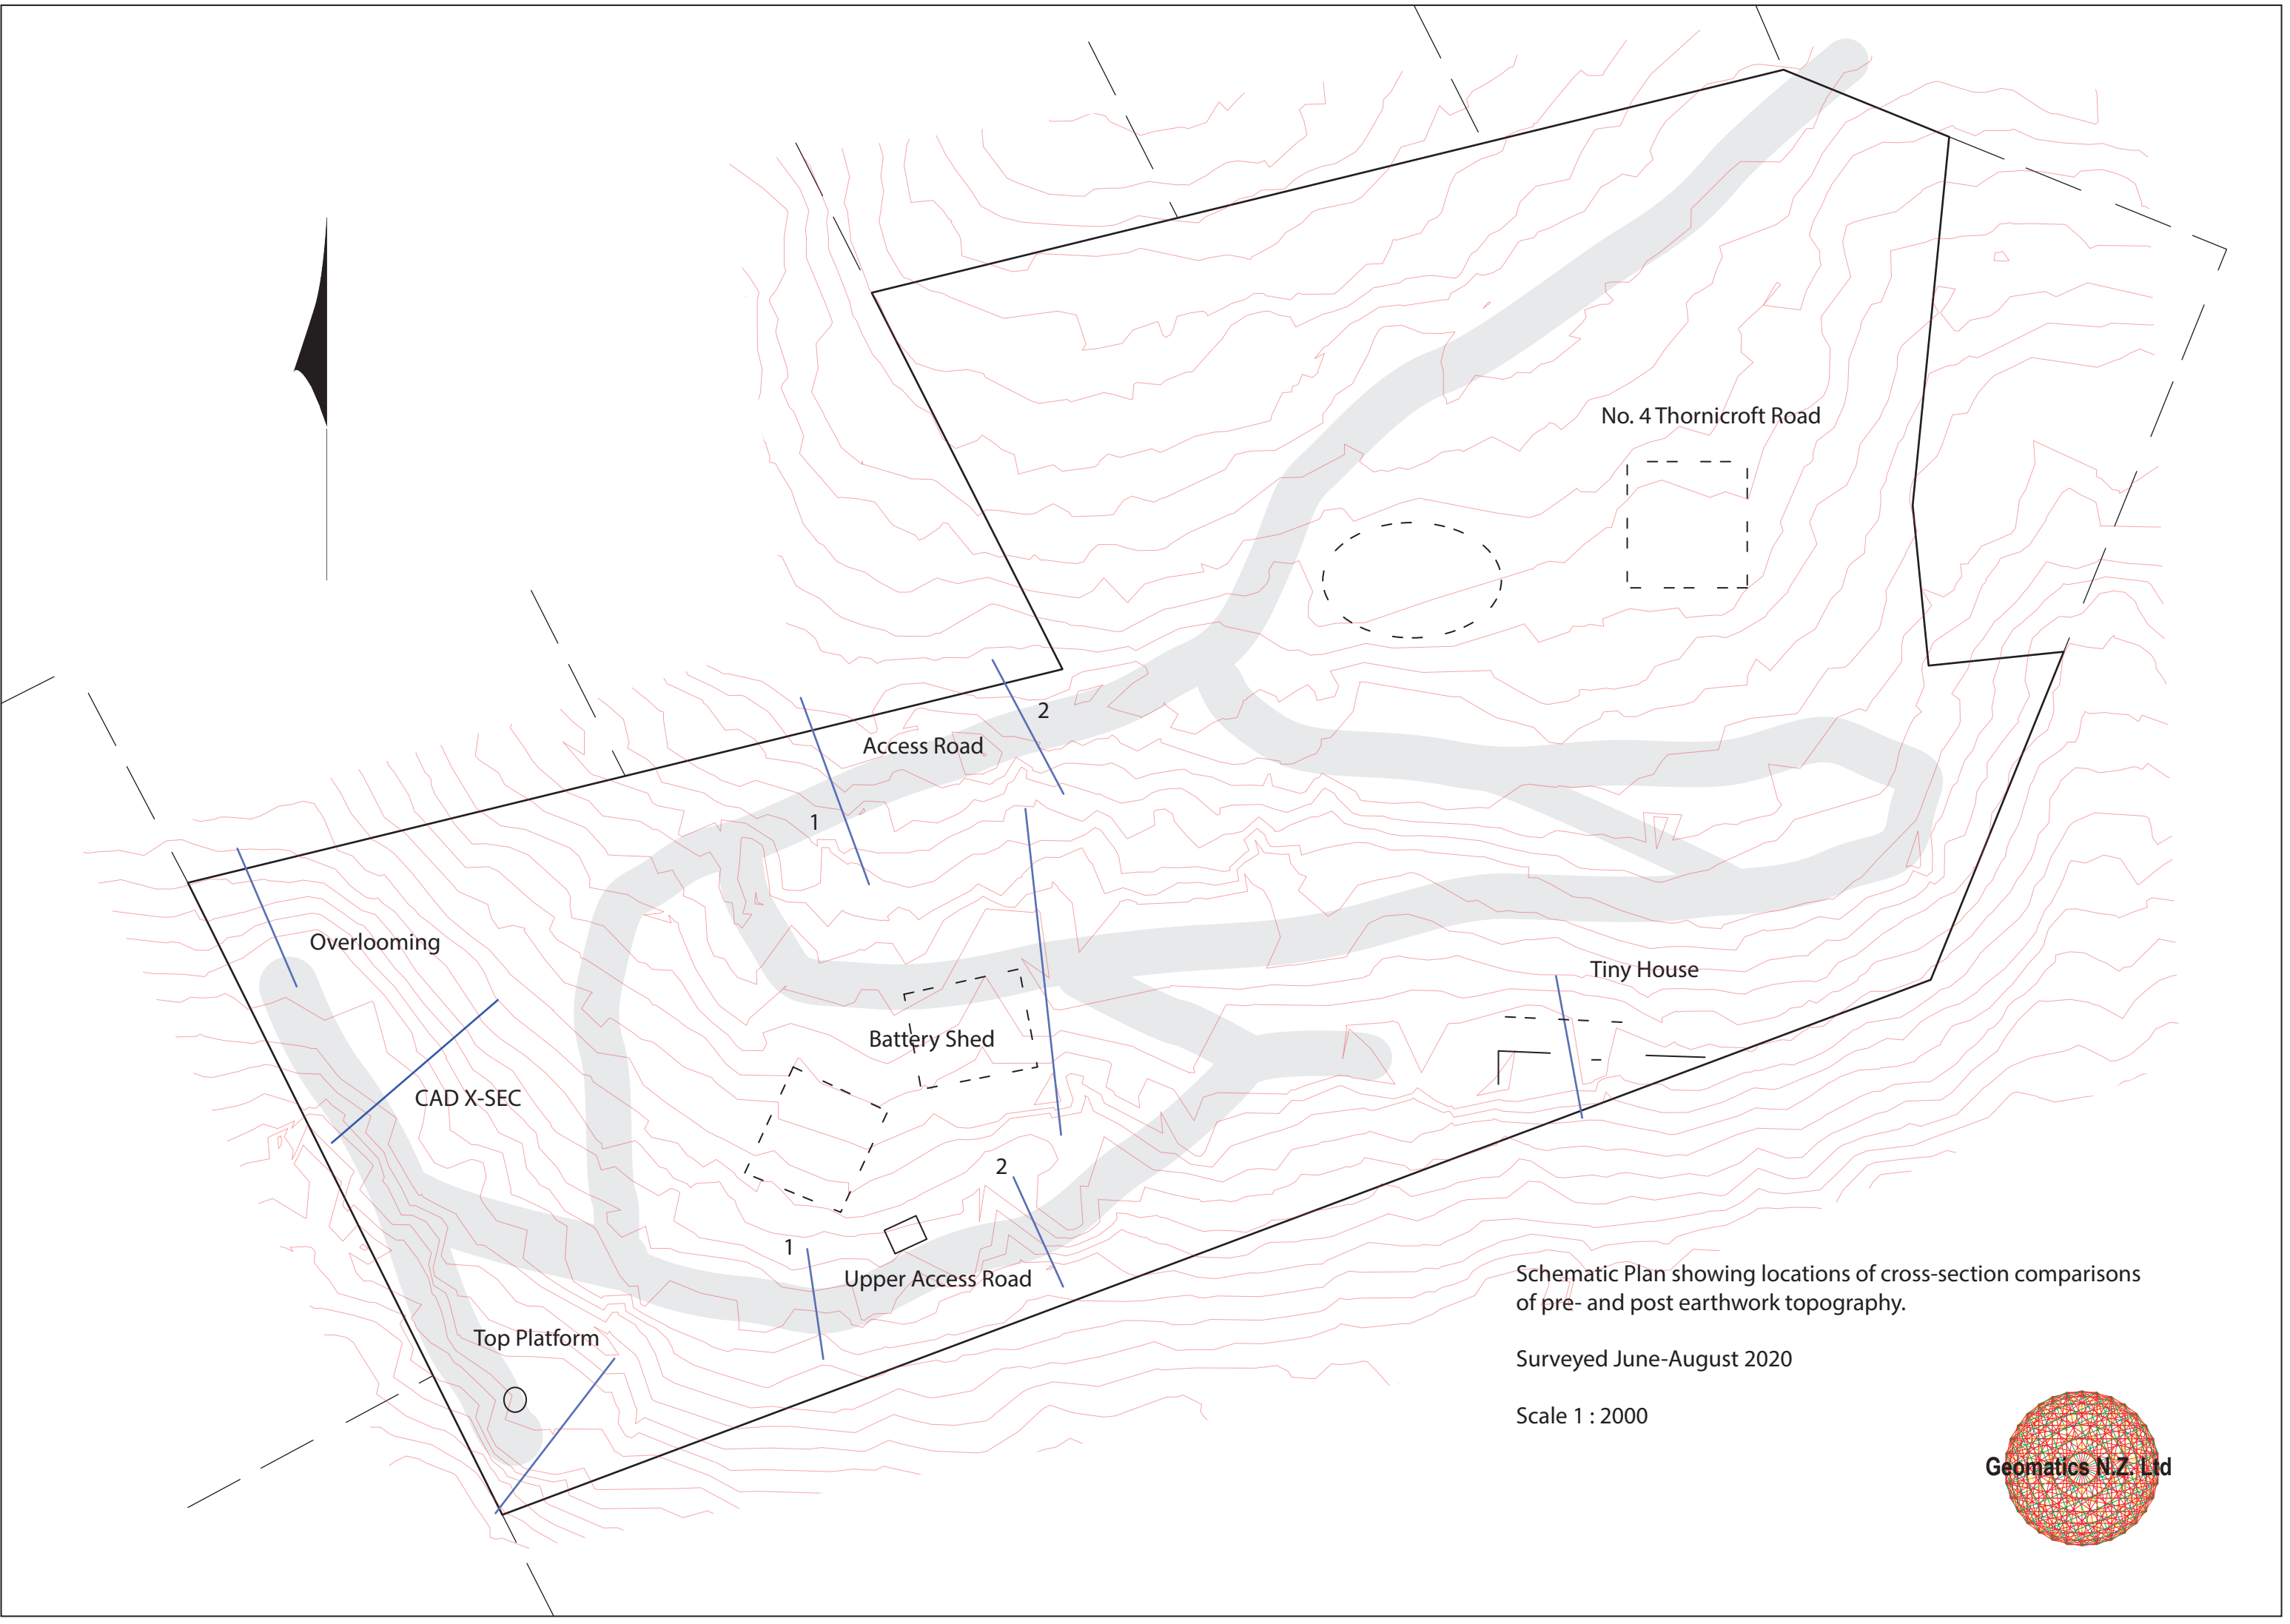 No. 4 Thornicroft Road
2
Access Road
1
Overlooming
Tiny House
Battery Shed
CAD X-SEC
2
1
Upper Access Road
Top Platform
Schematic Plan showing locations of cross-section comparisons
of pre- and post earthwork topography.
Surveyed June-August 2020
Scale 1 : 2000
Geomatics N.Z. Ltd